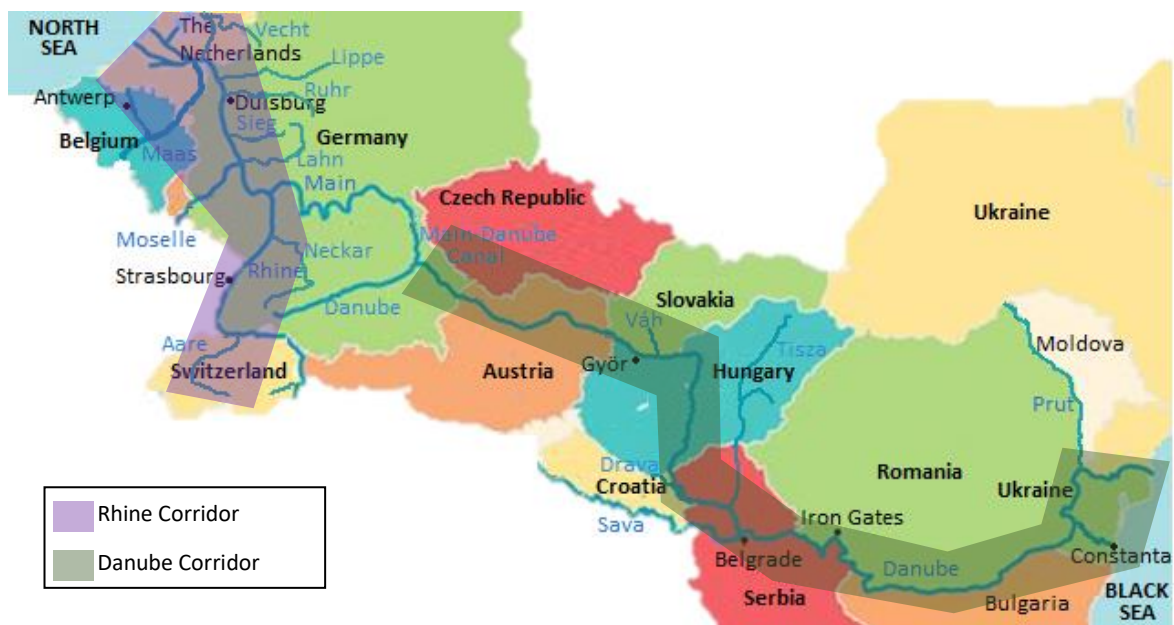 NORTH
SEA
The
Netherlands
Vecht
Lippe
Antwerp
Duisburg
Ruhr
Sieg
Belgium
Germany
Maas
Lahn
Main
Czech Republic
Ukraine
Moselle
Neckar
Main-Danube
Canal
Strasbourg
Rhine
Danube
Slovakia
Váh
Aare
Switzerland
Austria
Györ
Hungary
Tisza
Moldova
Prut
Drava
Croatia
Romania
Ukraine
Sava
Iron Gates
Belgrade
Danube
Constanta
Serbia
Bulgaria
BLACK
SEA
Rhine Corridor
Danube Corridor